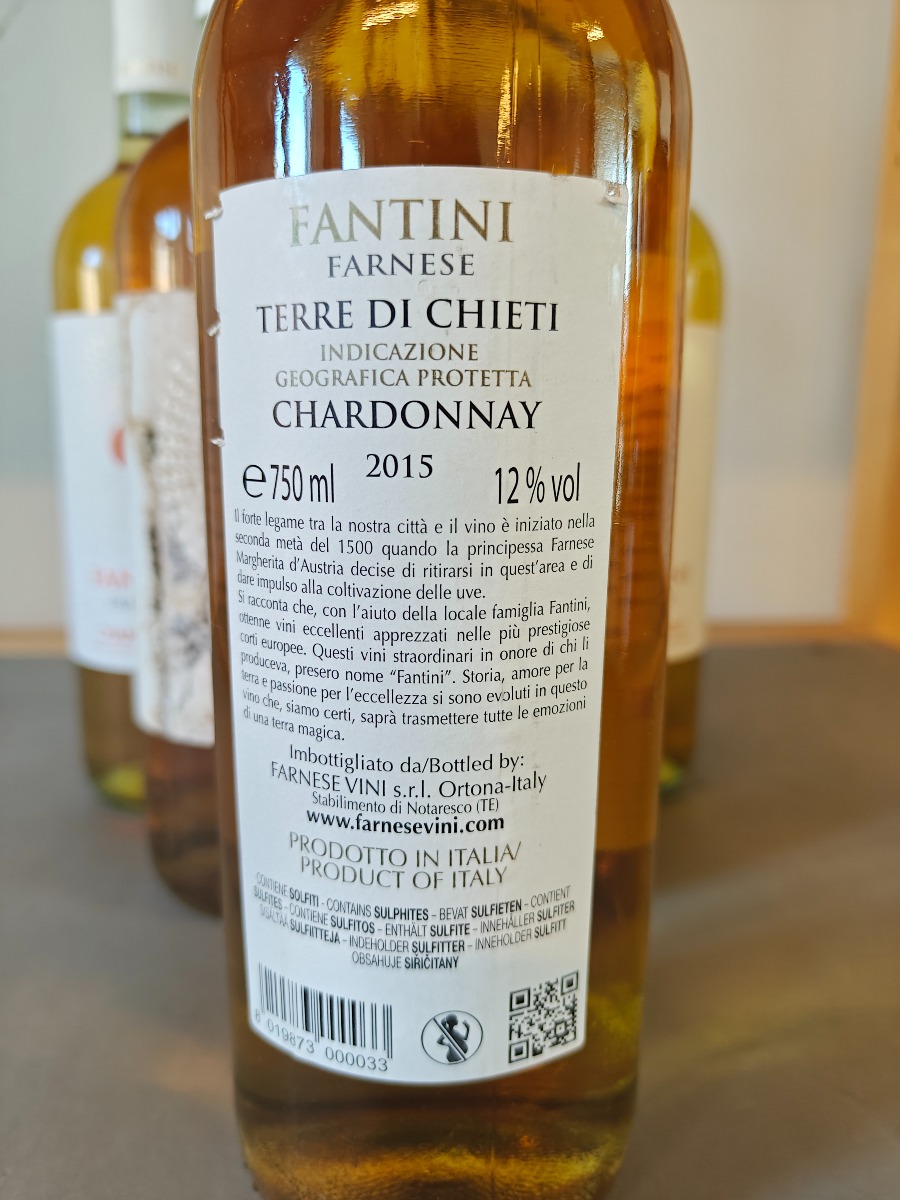 FANTINI
FARNESE
TERRE DI CHIETI
INDICAZIONE
GEOGRAFICA PROTETTA
CHARDONNAY
2015
℮ 750 ml 12 % vol
Il forte legame tra la nostra città e il vino è iniziato nella
seconda metà del 1500 quando la principessa Farnese
Margherita d'Austria decise di ritirarsi in quest'area e di
dare impulso alla coltivazione delle uve.
Si racconta che, con l'aiuto della locale famiglia Fantini,
ottenne vini eccellenti apprezzati nelle più prestigiose
corti europee. Questi vini straordinari in onore di chi li
produceva, presero nome “Fantini”. Storia, amore per la
terra e passione per l'eccellenza si sono evoluti in questo
vino che, siamo certi, saprà trasmettere tutte le emozioni
di una terra magica.
Imbottigliato da/Bottled by:
FARNESE VINI s.r.l. Ortona-Italy
Stabilimento di Notaresco (TE)
www.farnesevini.com
PRODOTTO IN ITALIA/
PRODUCT OF ITALY
CONTIENE SOLFITI - CONTAINS SULPHITES - BEVAT SULFIETEN - CONTIENT
SULFITES - CONTIENE SULFITOS - ENTHÄLT SULFITE - INNEHÅLLER SULFITER
SISÄLTÄÄ SULFIITTEJA - INDEHOLDER SULFITTER - INNEHOLDER SULFITT
OBSAHUJE SIŘIČITANY
8 019873 000033